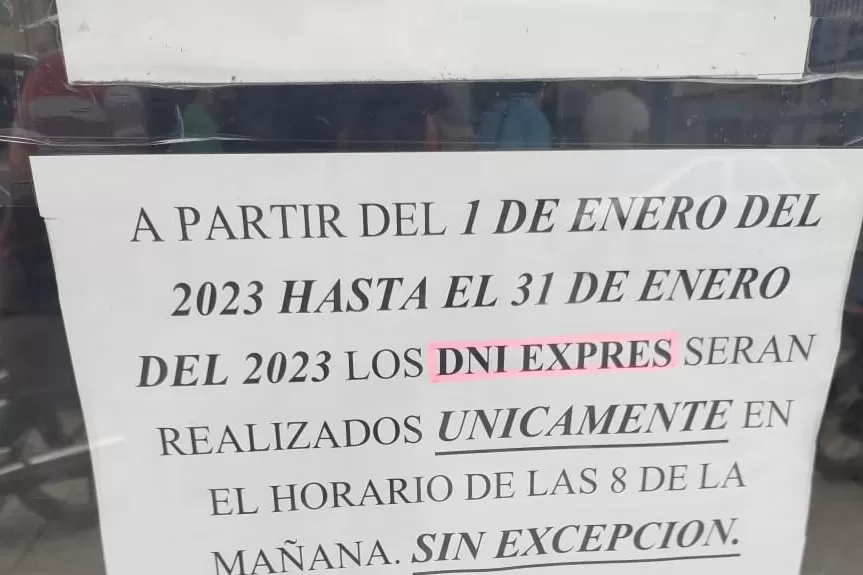 A PARTIR DEL 1 DE ENERO DEL
2023 HASTA EL 31 DE ENERO
DEL 2023 LOS DNI EXPRES SERAN
REALIZADOS UNICAMENTE EN
EL HORARIO DE LAS 8 DE LA
MAÑANA. SIN EXCEPCION.